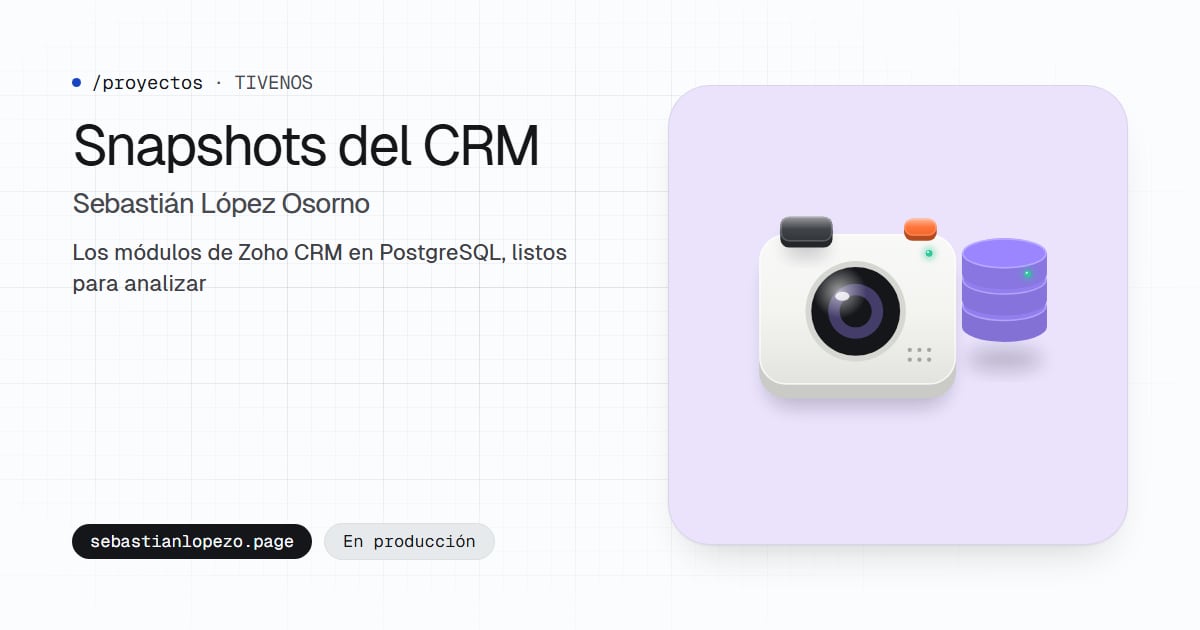 /proyectos · TIVENOS
Snapshots del CRM
Sebastián López Osorno
Los módulos de Zoho CRM en PostgreSQL, listos
para analizar
sebastianlopezo.page
En producción